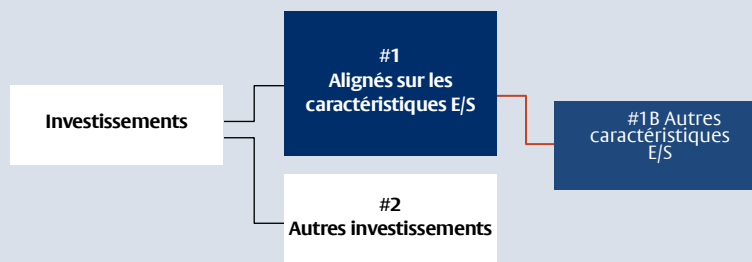 Investissements
#1
Alignés sur les
caractéristiques E/S
#2
Autres investissements
#1B Autres
caractéristiques
E/S